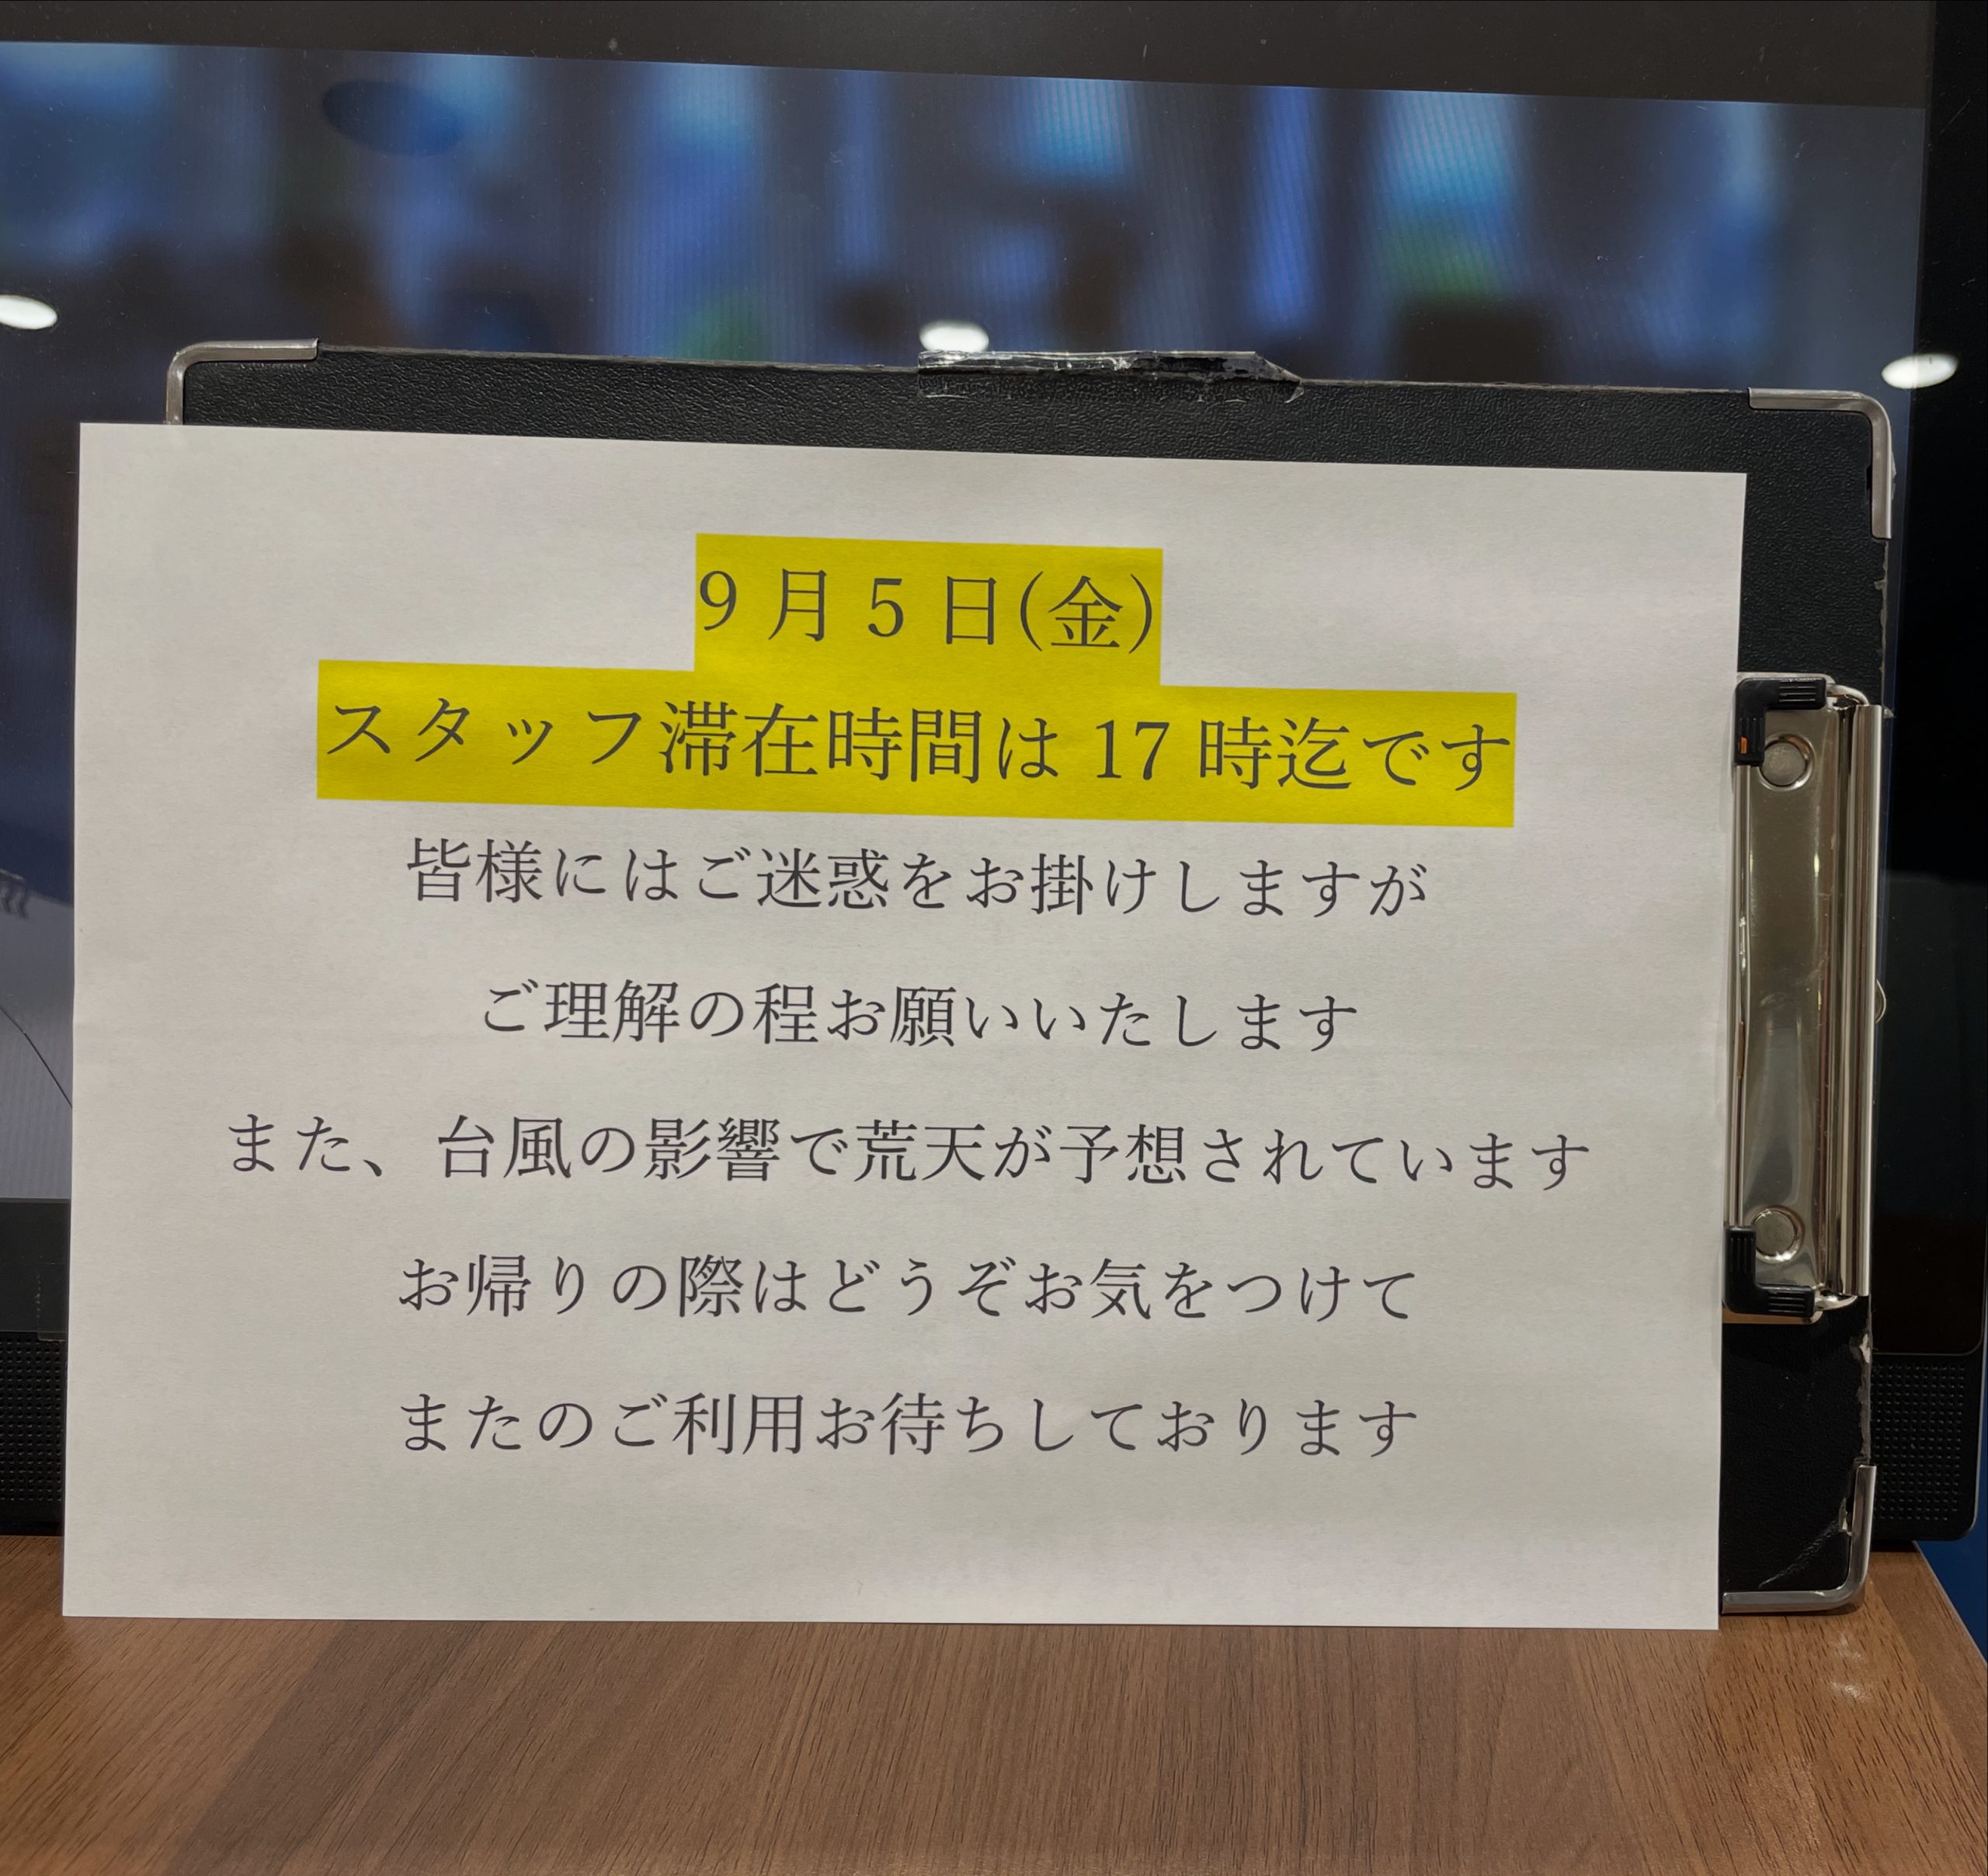 9月5日(金)
スタッフ滞在時間は17時迄です
皆様にはご迷惑をお掛けしますが
ご理解の程お願いいたします
また、台風の影響で荒天が予想されています
お帰りの際はどうぞお気をつけて
またのご利用お待ちしております